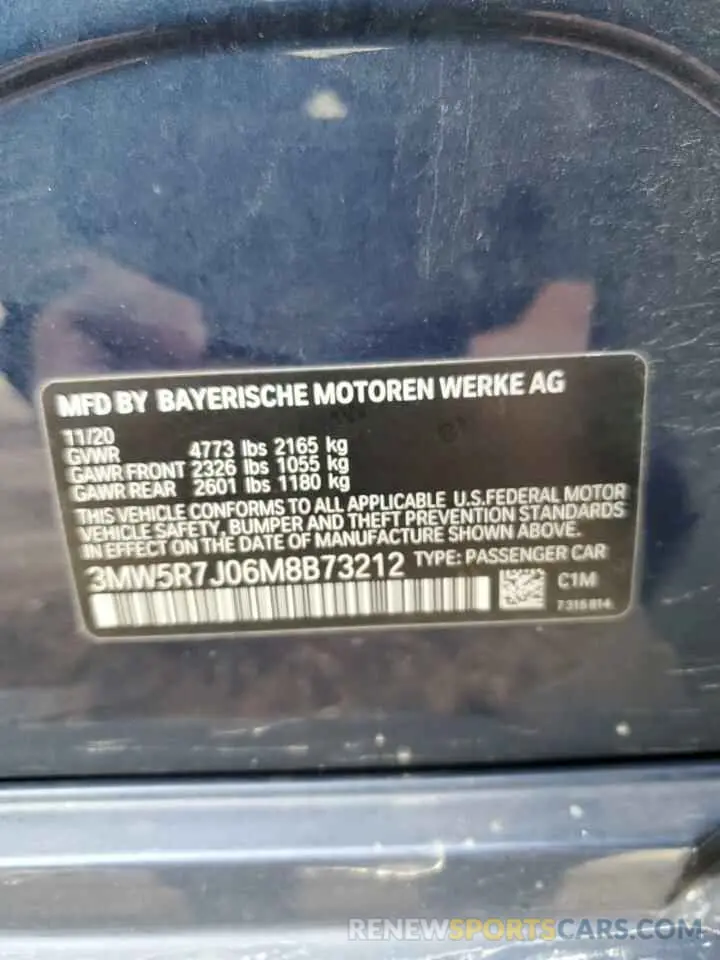 MFD BY BAYERISCHE MOTOREN WERKE AG
11/20
GVWR 4773 lbs 2165 kg
GAWR FRONT 2326 lbs 1055 kg
GAWR REAR 2601 lbs 1180 kg
THIS VEHICLE CONFORMS TO ALL APPLICABLE U.S.FEDERAL MOTOR
VEHICLE SAFETY, BUMPER AND THEFT PREVENTION STANDARDS
IN EFFECT ON THE DATE OF MANUFACTURE SHOWN ABOVE.
3MW5R7J06M8B73212 TYPE: PASSENGER CAR
C1M
7315814
RENEWSPORTSCARS.COM